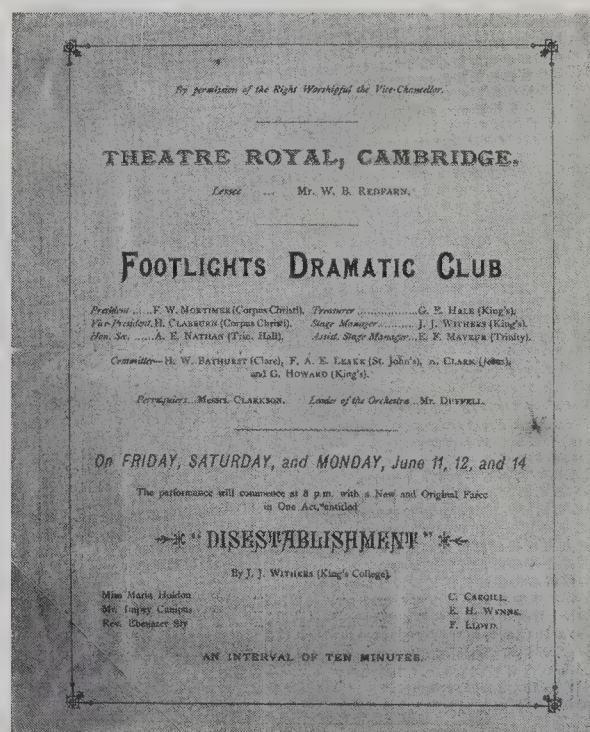 By permission of the Right Worshipful the Vice-Chancellor.
THEATRE ROYAL, CAMBRIDGE.
Lessee ... Mr. W. B. REDFARN.
FOOTLIGHTS DRAMATIC CLUB
President ......F. W. MORTIMER (Corpus Christi). Treasurer ..................G. E. HALE (King's).
Vice-President. H. CLABBURN (Corpus Christi). Stage Manager.......... J. J. WITHERS (King's).
Hon. Sec. ......A. E. NATHAN (Trin. Hall). Assist. Stage Manager...E. F. MAYEUR (Trinity).
Committee—H. W. BATHURST (Clare), F. A. E. LEAKE (St. John's), CLARK (Jesus),
and G. HOWARD (King's).
Perruquiers...Messrs. CLARKSON. Leader of the Orchestra...Mr. DUFFELL.
On FRIDAY, SATURDAY, and MONDAY, June 11, 12, and 14
The performance will commence at 8 p.m. with a New and Original Farce
in One Act, entitled
"DISESTABLISHMENT"
By J. J. WITHERS (King's College).
Miss Maria C. CARGILL.
Mr. E. H. WYNNE.
Rev. Ebenezer Sly F. LLOYD.
AN INTERVAL OF TEN MINUTES.